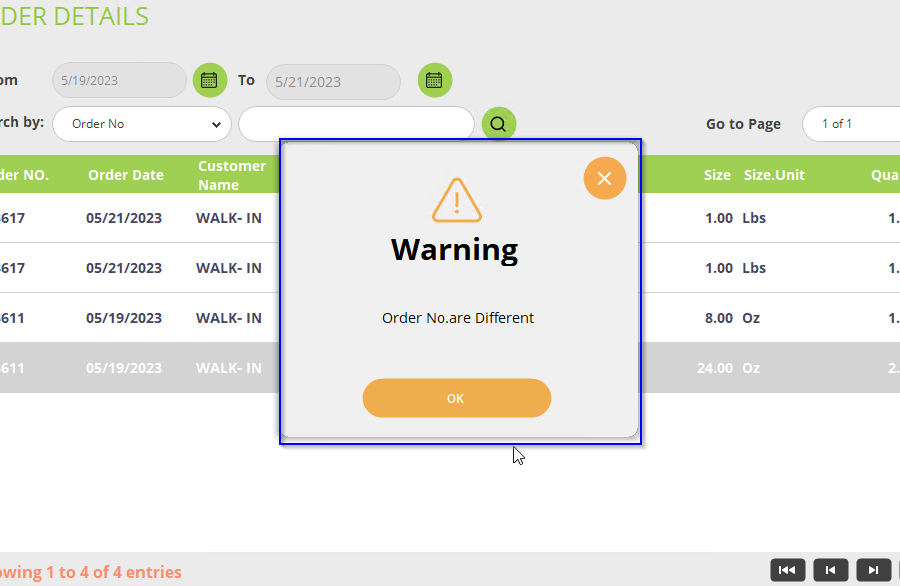 DER DETAILS
om 5/19/2023 To 5/21/2023
rch by: Order No Go to Page 1 of 1
der NO. Order Date Customer Name Size Size.Unit Qua
617 05/21/2023 WALK- IN 1.00 Lbs 1.
617 05/21/2023 WALK- IN 1.00 Lbs 1.
611 05/19/2023 WALK- IN 8.00 Oz 1.
611 05/19/2023 WALK- IN 24.00 Oz 2.
Warning
Order No.are Different
OK
owing 1 to 4 of 4 entries